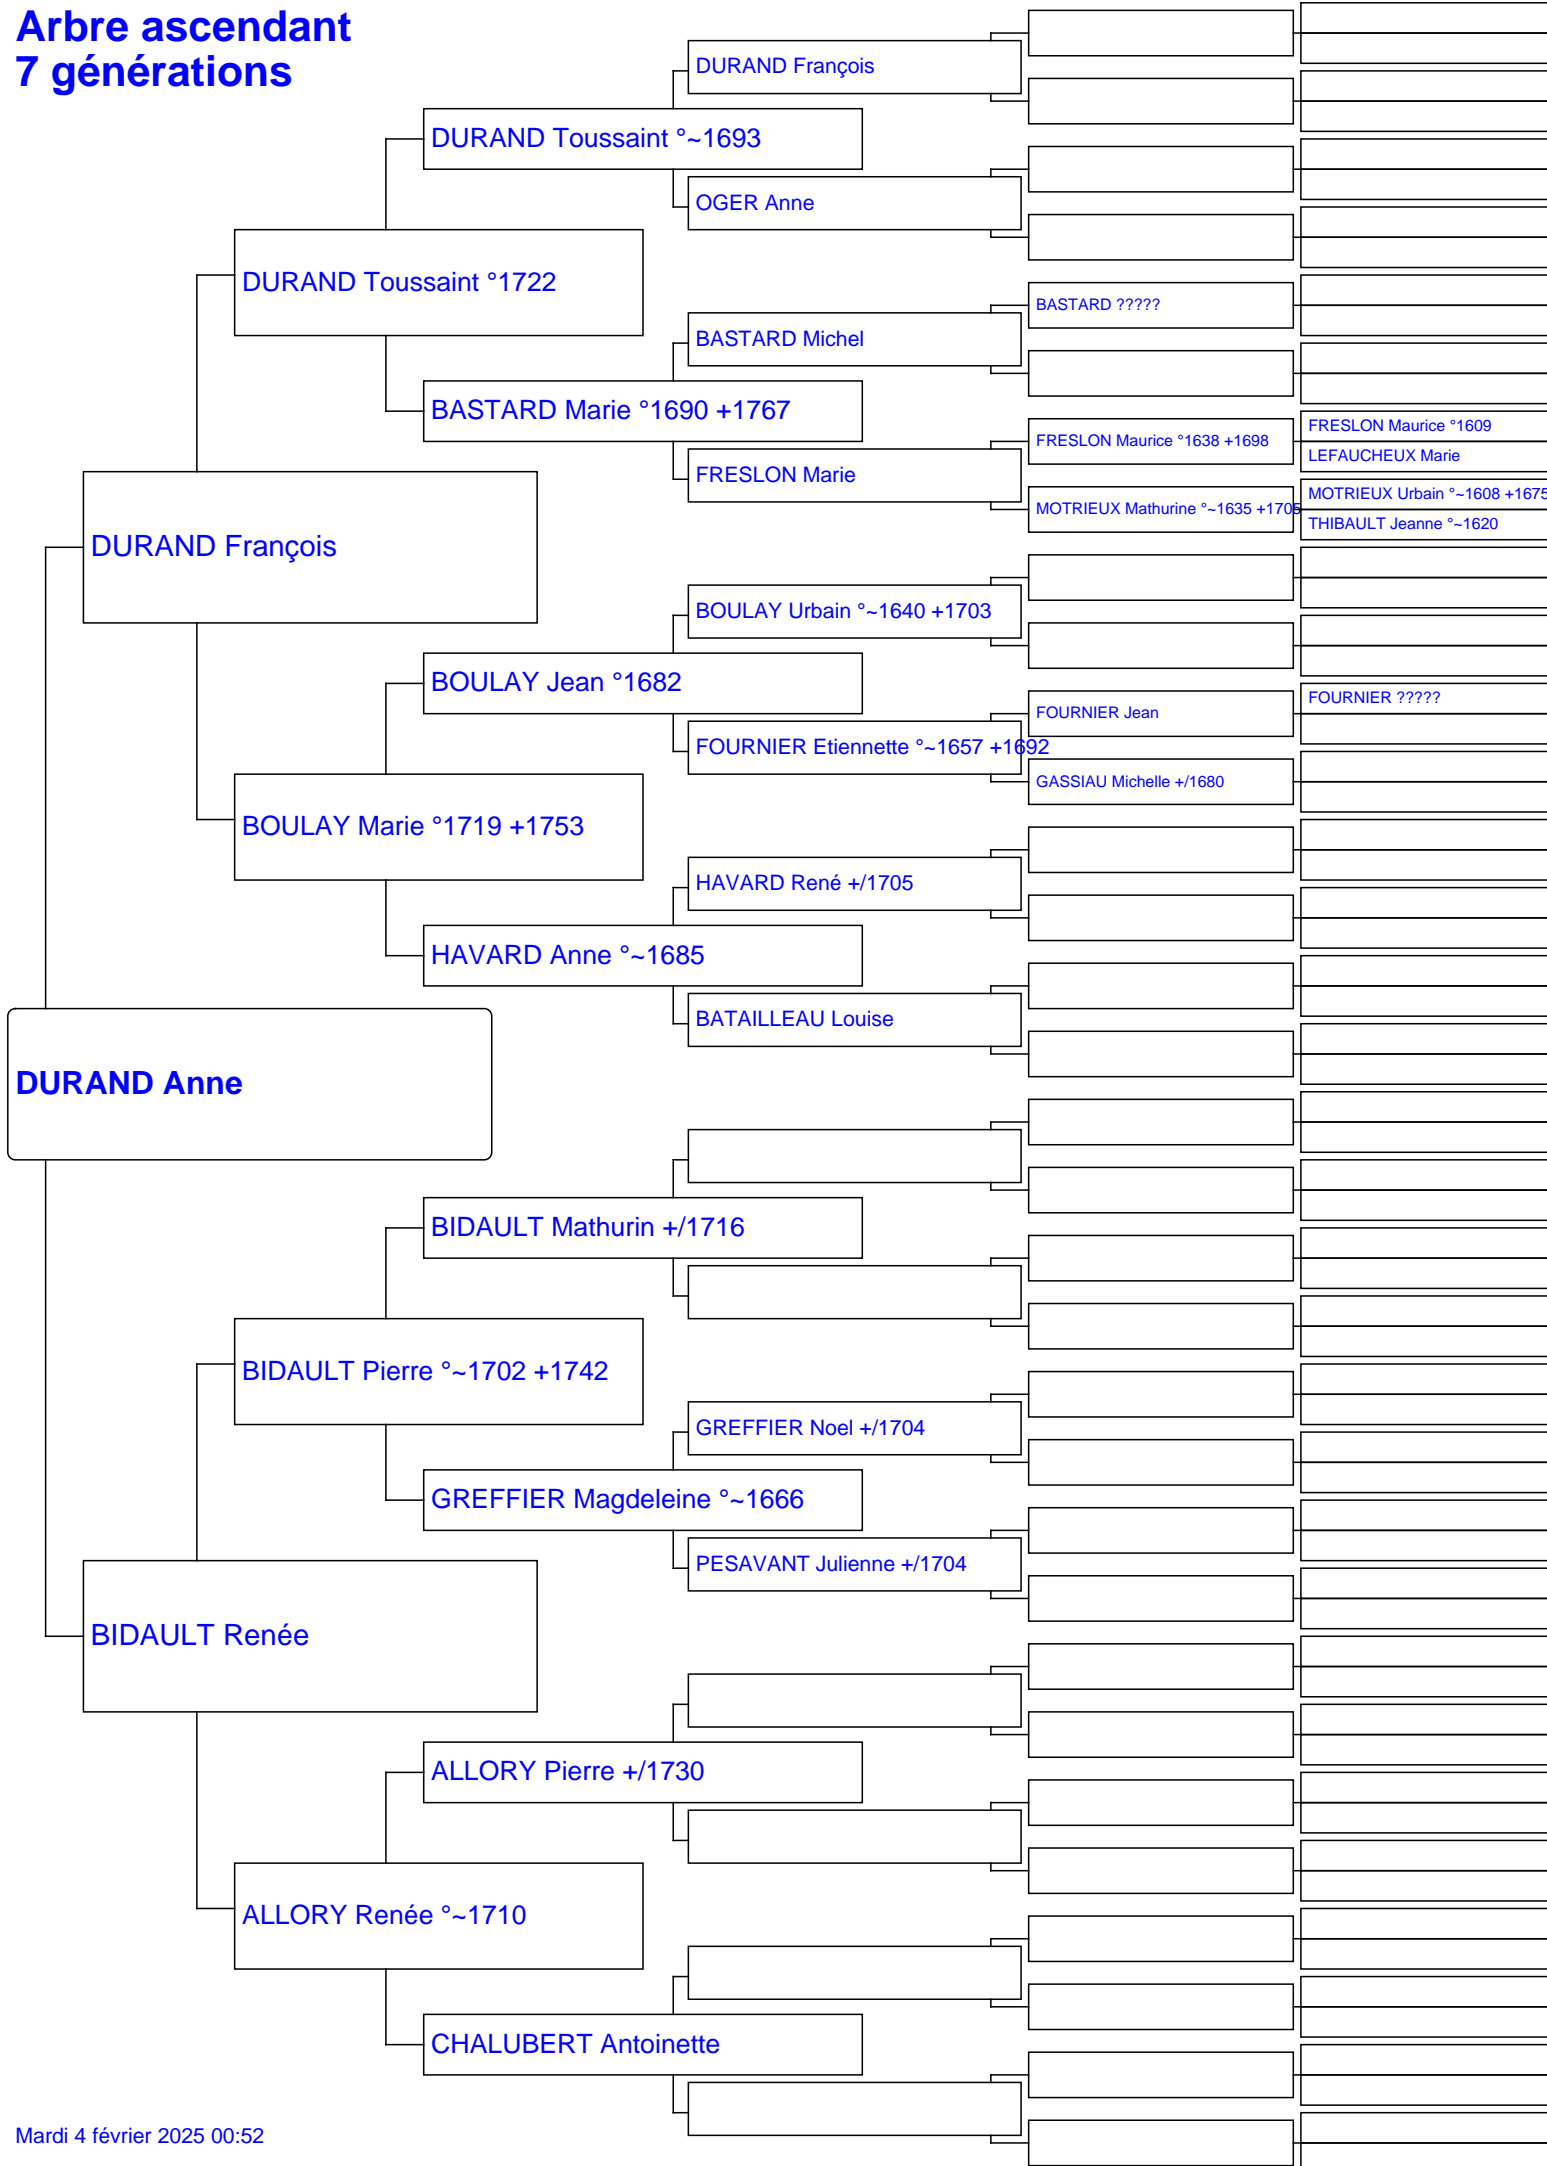 Arbre ascendant
7 générations
DURAND François
DURAND Toussaint °~1693
OGER Anne
DURAND Toussaint °1722
BASTARD ?????
BASTARD Michel
BASTARD Marie °1690 +1767
FRESLON Maurice °1609
FRESLON Maurice °1638 +1698
LEFAUCHEUX Marie
FRESLON Marie
MOTRIEUX Urbain °~1608 +1675
MOTRIEUX Mathurine °~1635 +1705
THIBAULT Jeanne °~1620
DURAND François
BOULAY Urbain °~1640 +1703
BOULAY Jean °1682
FOURNIER ?????
FOURNIER Jean
FOURNIER Etiennette °~1657 +1692
GASSIAU Michelle +/1680
BOULAY Marie °1719 +1753
HAVARD René +/1705
HAVARD Anne °~1685
BATAILLEAU Louise
DURAND Anne
BIDAULT Mathurin +/1716
BIDAULT Pierre °~1702 +1742
GREFFIER Noel +/1704
GREFFIER Magdeleine °~1666
PESAVANT Julienne +/1704
BIDAULT Renée
ALLORY Pierre +/1730
ALLORY Renée °~1710
CHALUBERT Antoinette
Mardi 4 février 2025 00:52